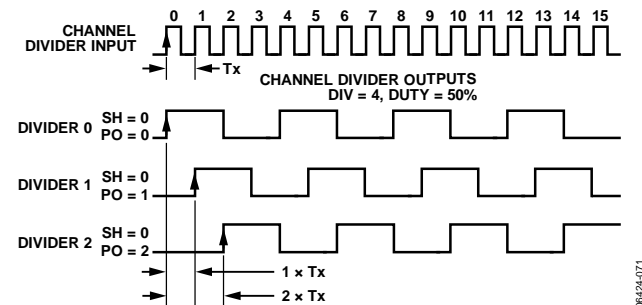 0 1 2 3 4 5 6 7 8 9 10 11 12 13 14 15
CHANNEL
DIVIDER INPUT
Tx
CHANNEL DIVIDER OUTPUTS
DIV = 4, DUTY = 50%
DIVIDER 0 SH = 0
PO = 0
DIVIDER 1 SH = 0
PO = 1
DIVIDER 2 SH = 0
PO = 2
1 × Tx
2 × Tx
06424-071